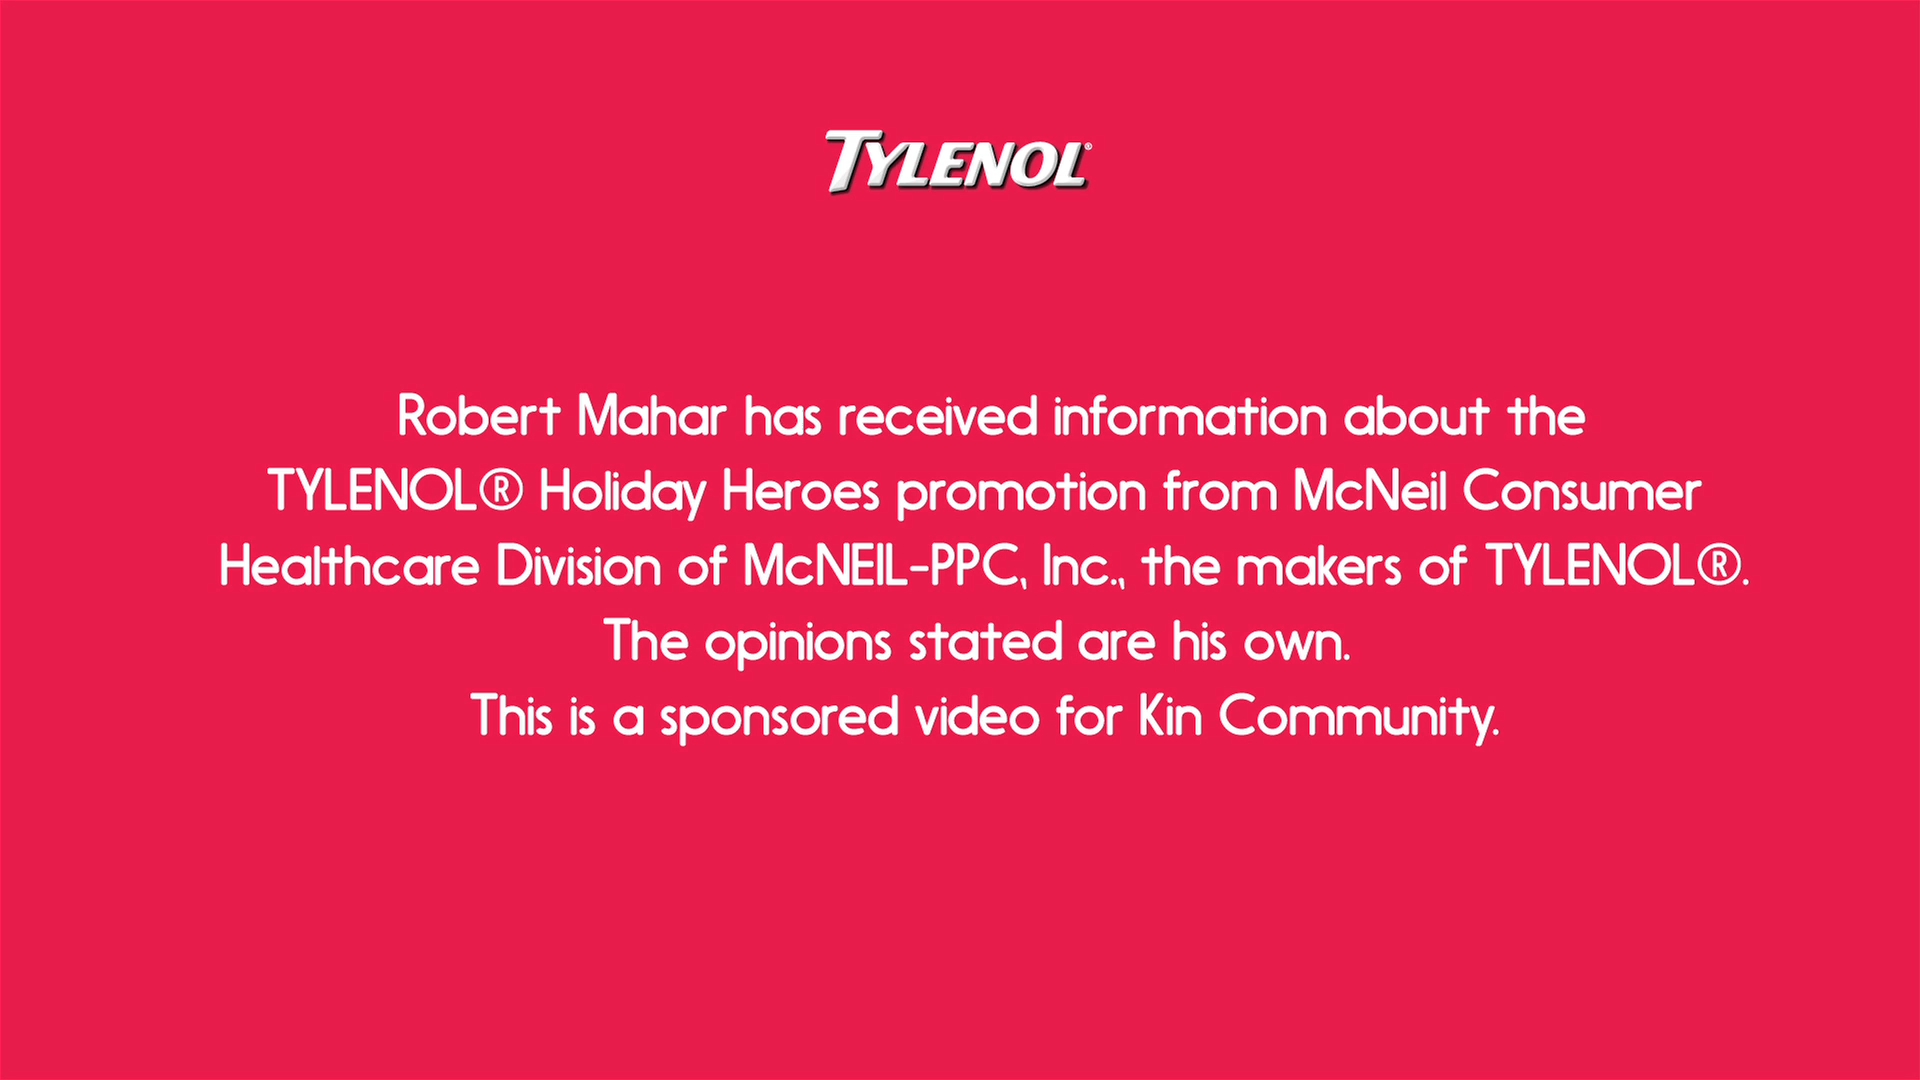 TYLENOL®
Robert Mahar has received information about the
TYLENOL® Holiday Heroes promotion from McNeil Consumer
Healthcare Division of McNEIL-PPC, Inc., the makers of TYLENOL®.
The opinions stated are his own.
This is a sponsored video for Kin Community.